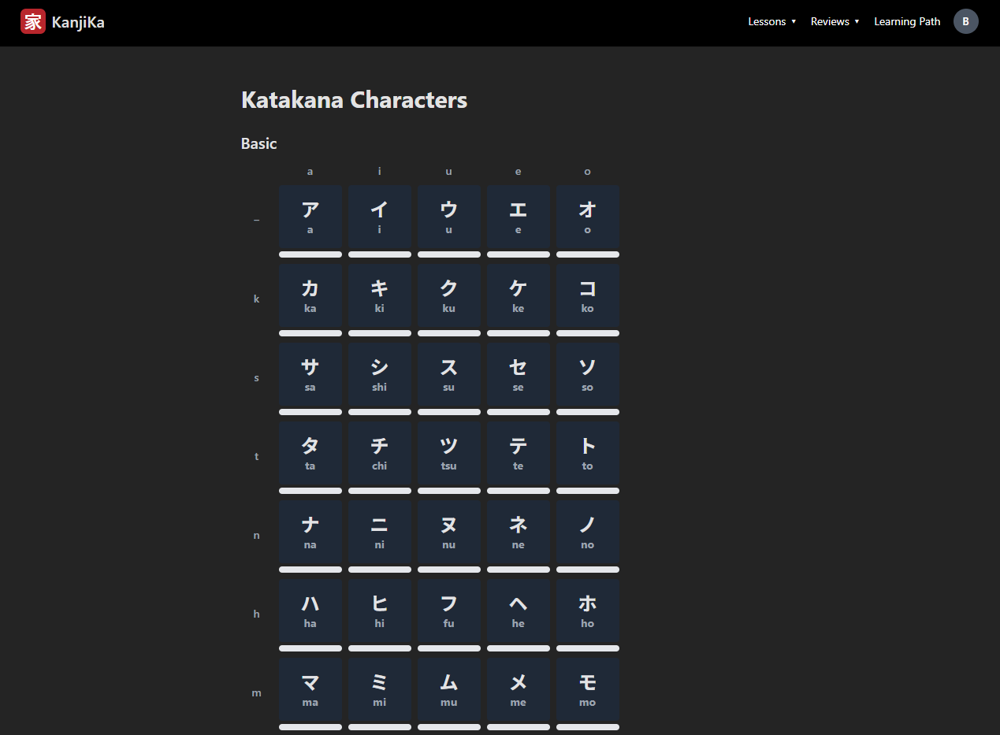 家 KanjiKa Lessons ▼ Reviews ▼ Learning Path B
Katakana Characters
Basic
a i u e o
– ア イ ウ エ オ
a i u e o
k カ キ ク ケ コ
ka ki ku ke ko
s サ シ ス セ ソ
sa shi su se so
t タ チ ツ テ ト
ta chi tsu te to
n ナ ニ ヌ ネ ノ
na ni nu ne no
h ハ ヒ フ ヘ ホ
ha hi fu he ho
m マ ミ ム メ モ
ma mi mu me mo